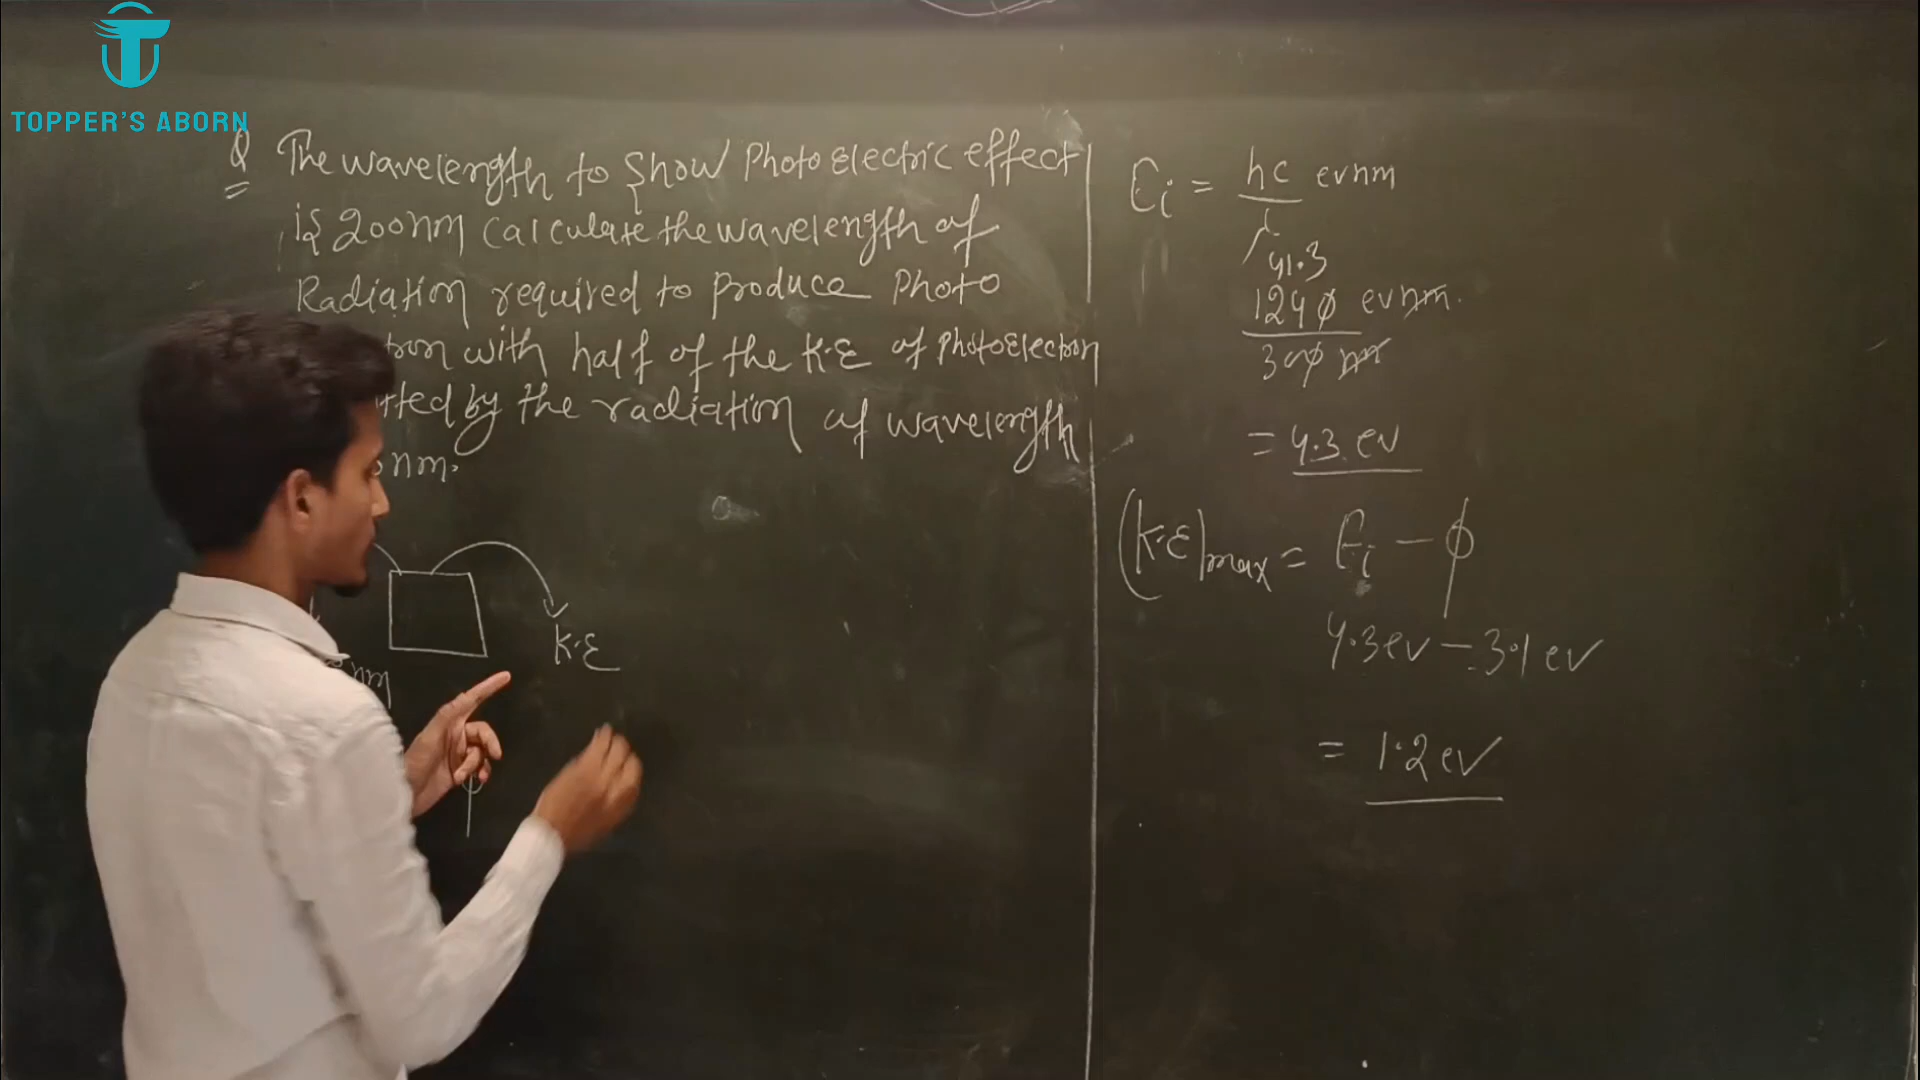 TOPPER'S ABORN
Q The wavelength to show Photo electric effect
is 200nm calculate the wavelength of
Radiation required to produce Photo
with half of the K.E of Photoelectron
by the radiation of wavelength
nm.
K.E
nm
ϕ
Ei = hc/λ evnm
41.3
1240 evnm.
300 nm
= 4.3 ev
(K.E)max = Ei − ϕ
4.3ev − 3.1 ev
= 1.2 ev